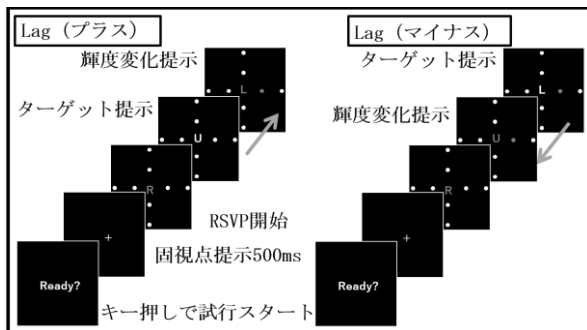 Lag（プラス）
輝度変化提示
L
ターゲット提示
U
R
+
RSVP開始
固視点提示500ms
Ready?
キー押しで試行スタート
Lag（マイナス）
ターゲット提示
L
輝度変化提示
U
R
+
Ready?